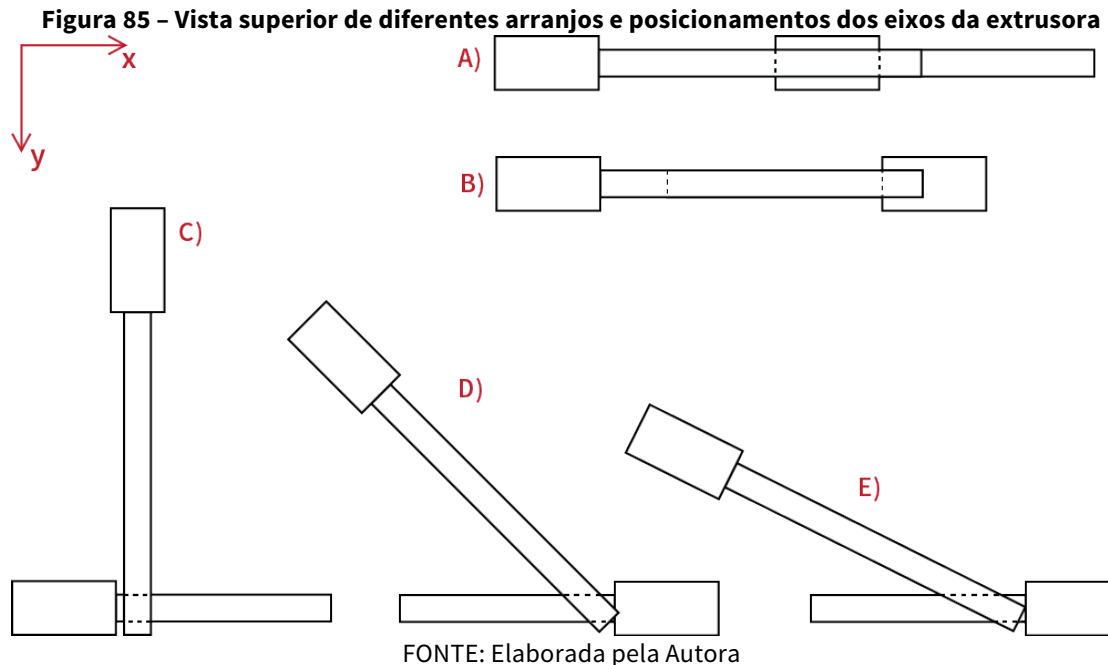 Figura 85 – Vista superior de diferentes arranjos e posicionamentos dos eixos da extrusora
x
A)
y
B)
C)
D)
E)
FONTE: Elaborada pela Autora